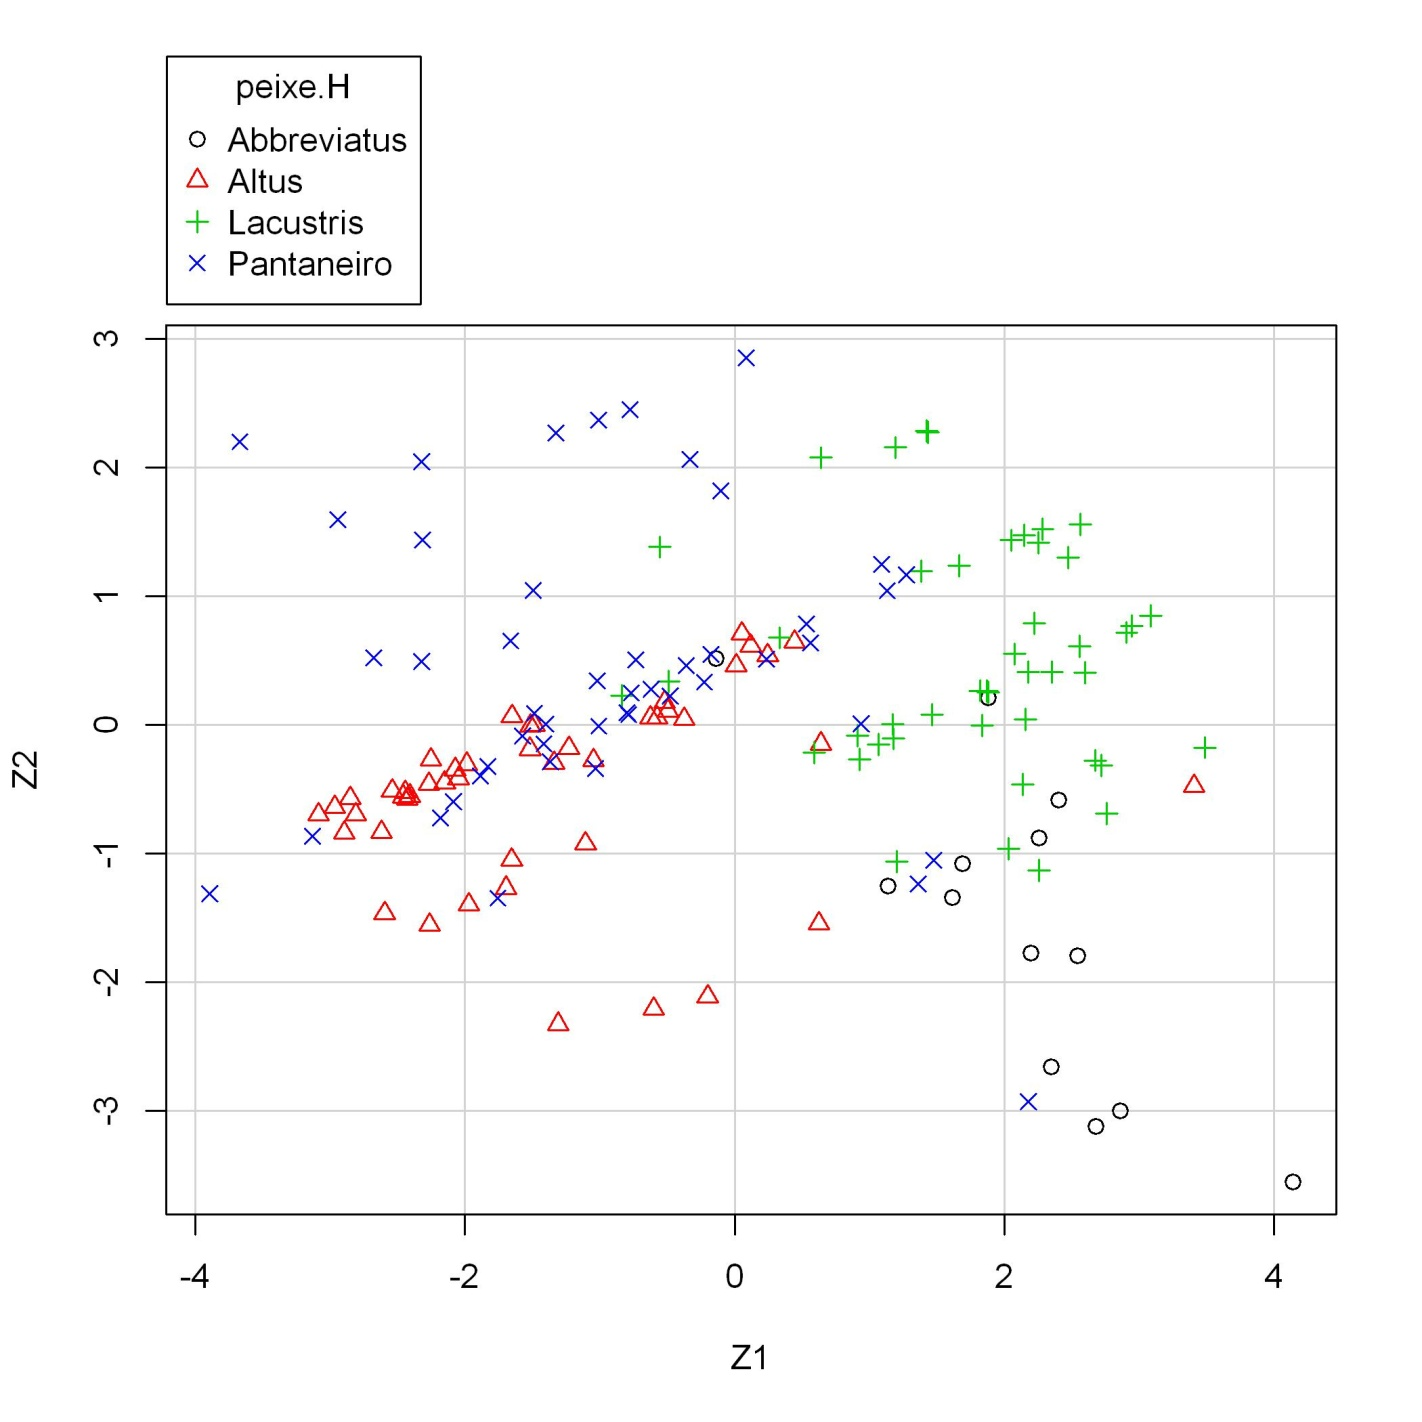 peixe.H
Abbreviatus
Altus
Lacustris
Pantaneiro
3
2
1
0
-1
-2
-3
Z2
-4 -2 0 2 4
Z1